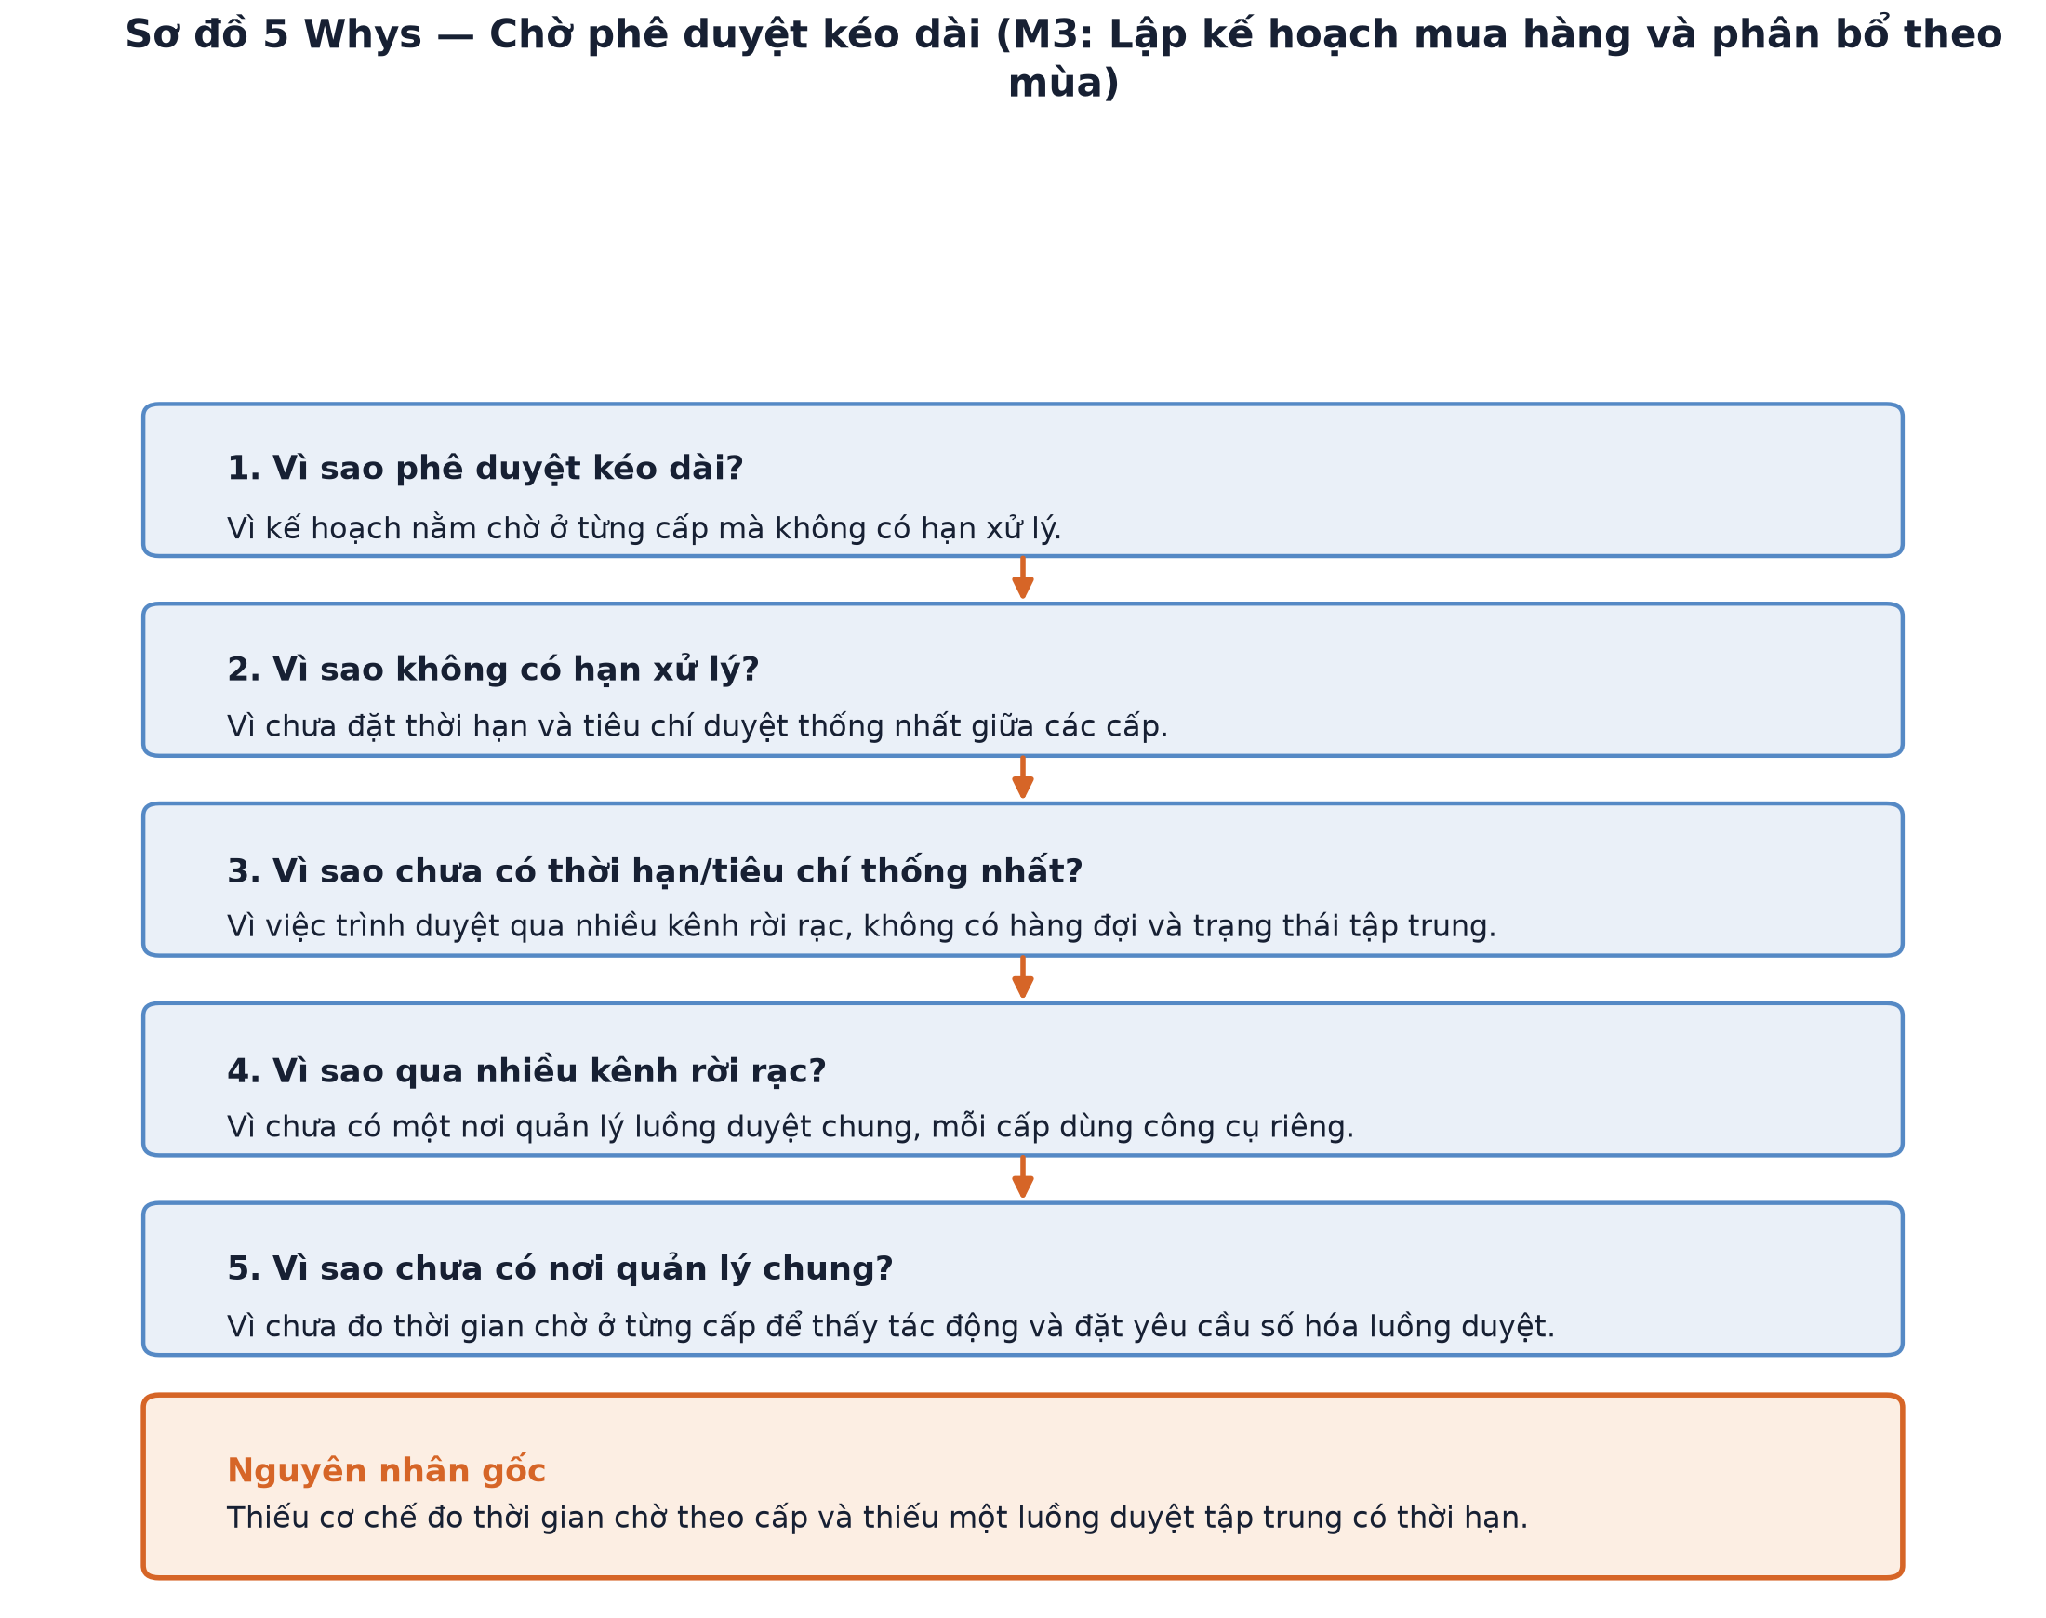 Sơ đồ 5 Whys — Chờ phê duyệt kéo dài (M3: Lập kế hoạch mua hàng và phân bổ theo
mùa)
1. Vì sao phê duyệt kéo dài?
Vì kế hoạch nằm chờ ở từng cấp mà không có hạn xử lý.
2. Vì sao không có hạn xử lý?
Vì chưa đặt thời hạn và tiêu chí duyệt thống nhất giữa các cấp.
3. Vì sao chưa có thời hạn/tiêu chí thống nhất?
Vì việc trình duyệt qua nhiều kênh rời rạc, không có hàng đợi và trạng thái tập trung.
4. Vì sao qua nhiều kênh rời rạc?
Vì chưa có một nơi quản lý luồng duyệt chung, mỗi cấp dùng công cụ riêng.
5. Vì sao chưa có nơi quản lý chung?
Vì chưa đo thời gian chờ ở từng cấp để thấy tác động và đặt yêu cầu số hóa luồng duyệt.
Nguyên nhân gốc
Thiếu cơ chế đo thời gian chờ theo cấp và thiếu một luồng duyệt tập trung có thời hạn.